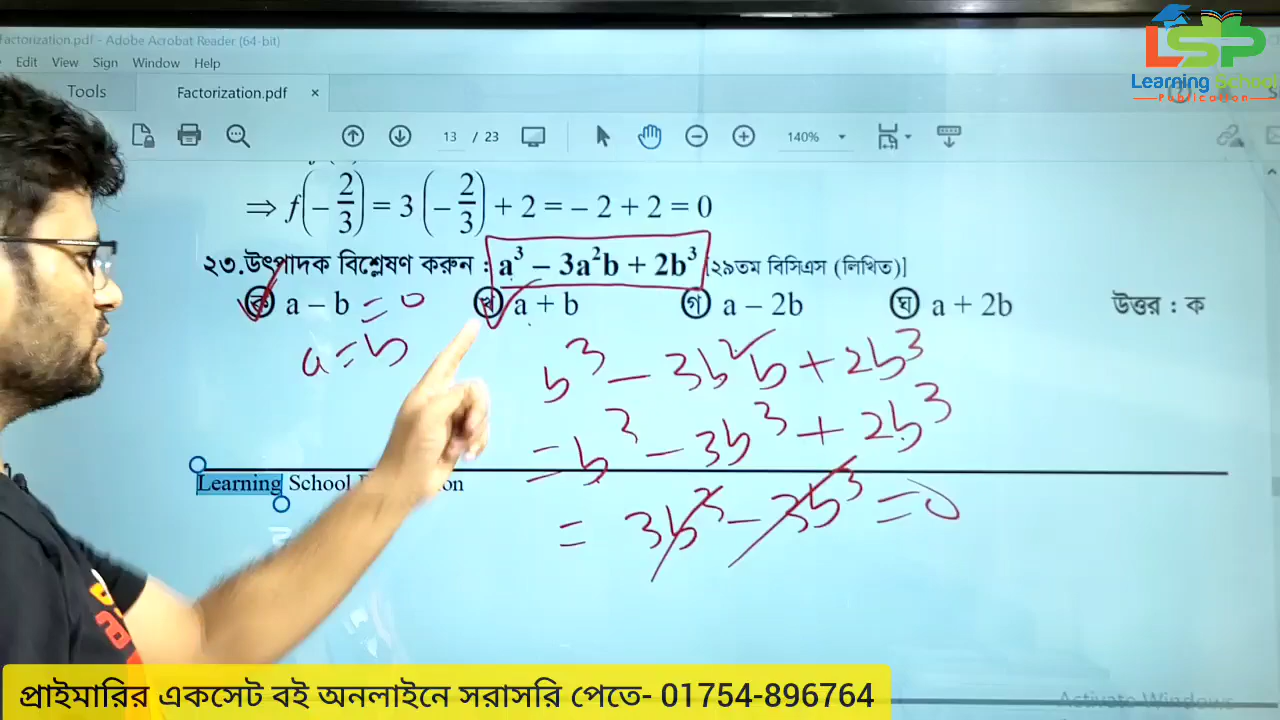 LSP
Learning School
Publication
Factorization.pdf - Adobe Acrobat Reader (64-bit)
Edit View Sign Window Help
Tools Factorization.pdf ×
13 / 23 140%
⇒ f(−2/3) = 3(−2/3) + 2 = − 2 + 2 = 0
২৩.উৎপাদক বিশ্লেষণ করুন : a³ − 3a²b + 2b³ [২৯তম বিসিএস (লিখিত)]
ক a − b = 0 খ a + b গ a − 2b ঘ a + 2b উত্তর : ক
a = b
b³ − 3b²b + 2b³
= b³ − 3b³ + 2b³
= 3b³ − 3b³ = 0
Learning School
Activate Windows
প্রাইমারির একসেট বই অনলাইনে সরাসরি পেতে- 01754-896764